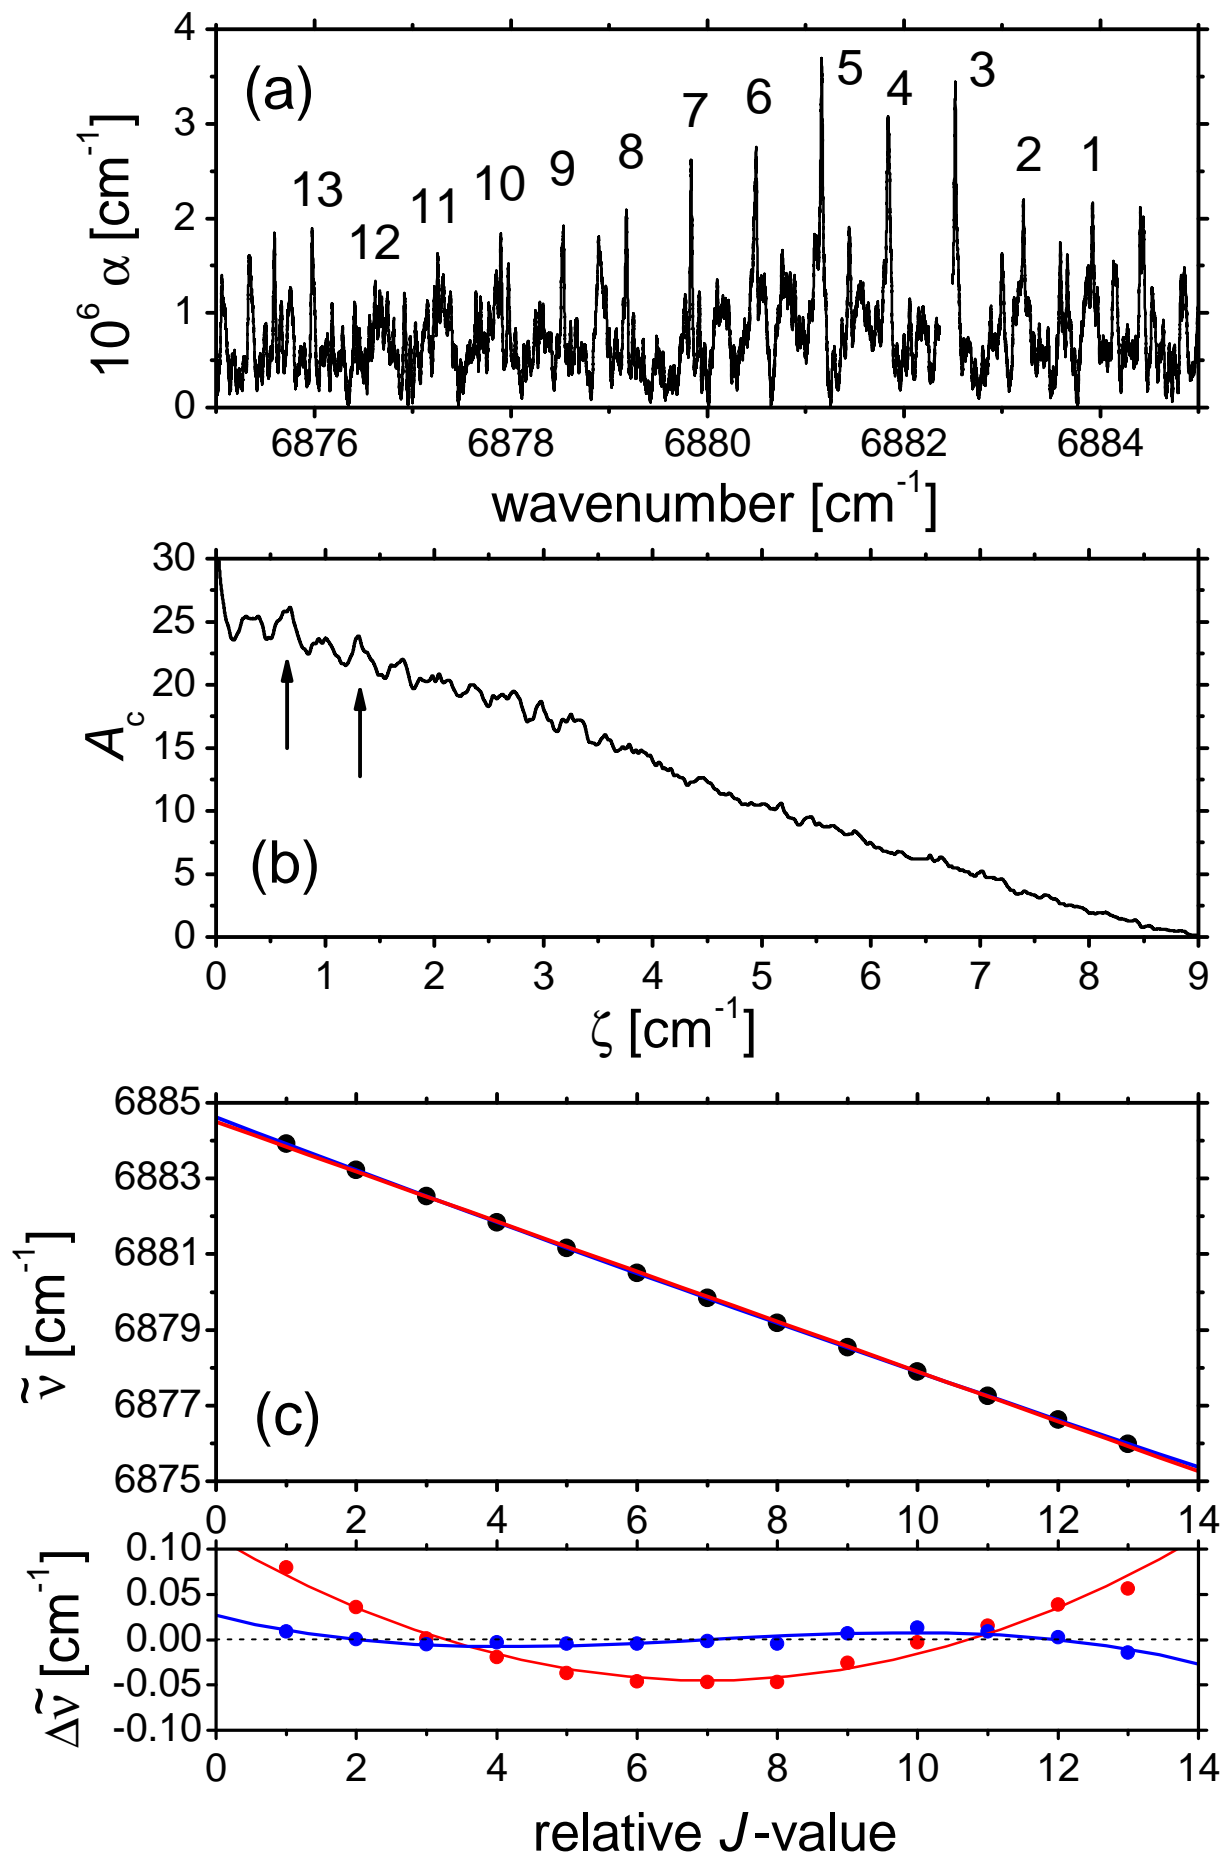 (a)
10⁶ α [cm⁻¹]
4
3
2
1
0
13
12
11
10
9
8
7
6
5
4
3
2
1
6876 6878 6880 6882 6884
wavenumber [cm⁻¹]
(b)
A_c
30
25
20
15
10
5
0
0 1 2 3 4 5 6 7 8 9
ζ [cm⁻¹]
(c)
ν̃ [cm⁻¹]
6885
6883
6881
6879
6877
6875
0 2 4 6 8 10 12 14
Δν̃ [cm⁻¹]
0.10
0.05
0.00
-0.05
-0.10
0 2 4 6 8 10 12 14
relative J-value